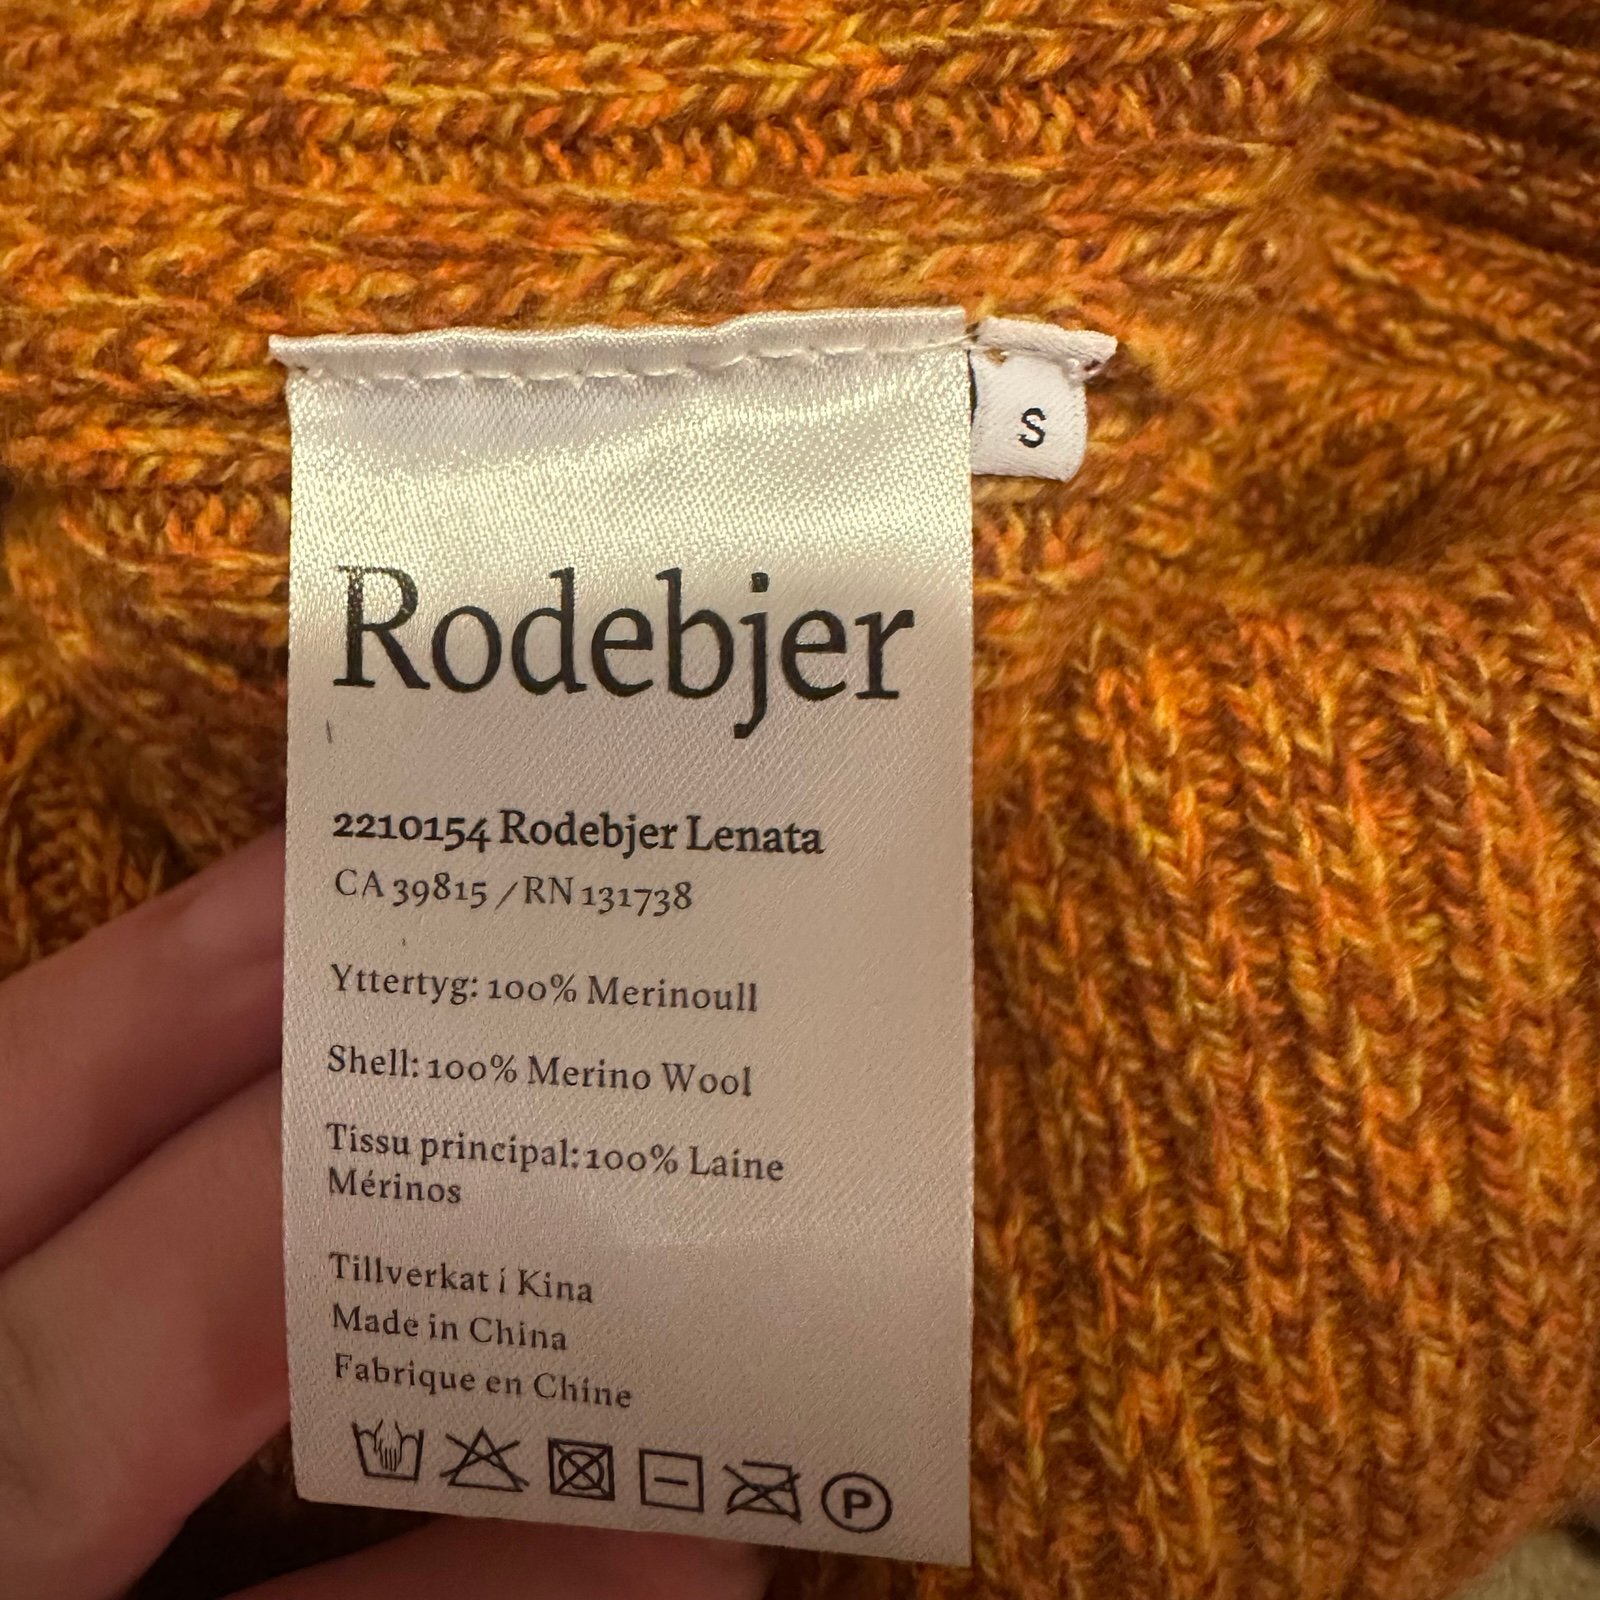 S
Rodebjer
2210154 Rodebjer Lenata
CA 39815 / RN 131738
Yttertyg: 100% Merinoull
Shell: 100% Merino Wool
Tissu principal: 100% Laine
Mérinos
Tillverkat i Kina
Made in China
Fabrique en Chine
P